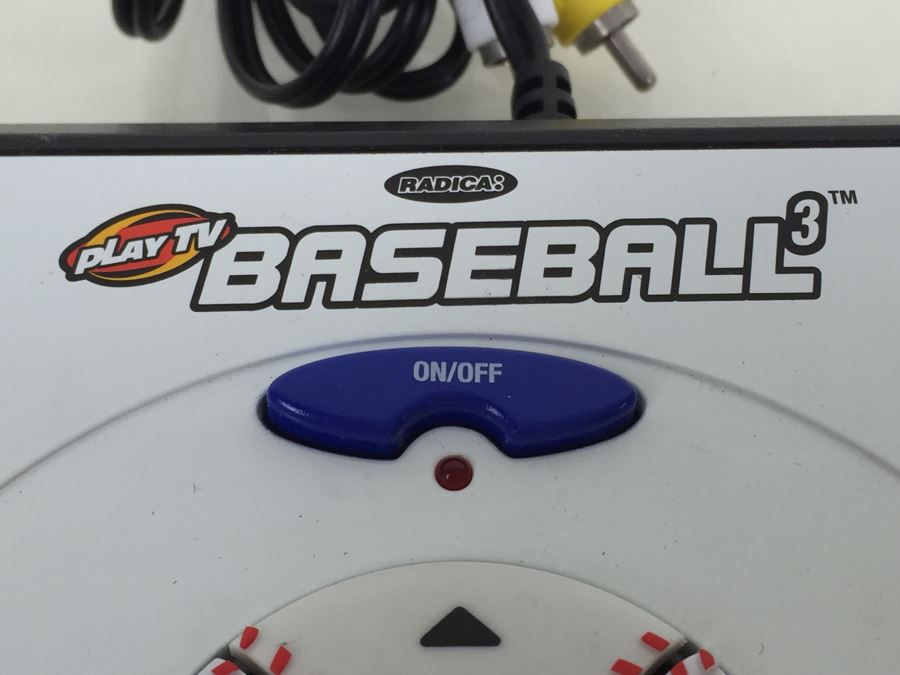 RADICA:
PLAY TV BASEBALL3™
ON/OFF